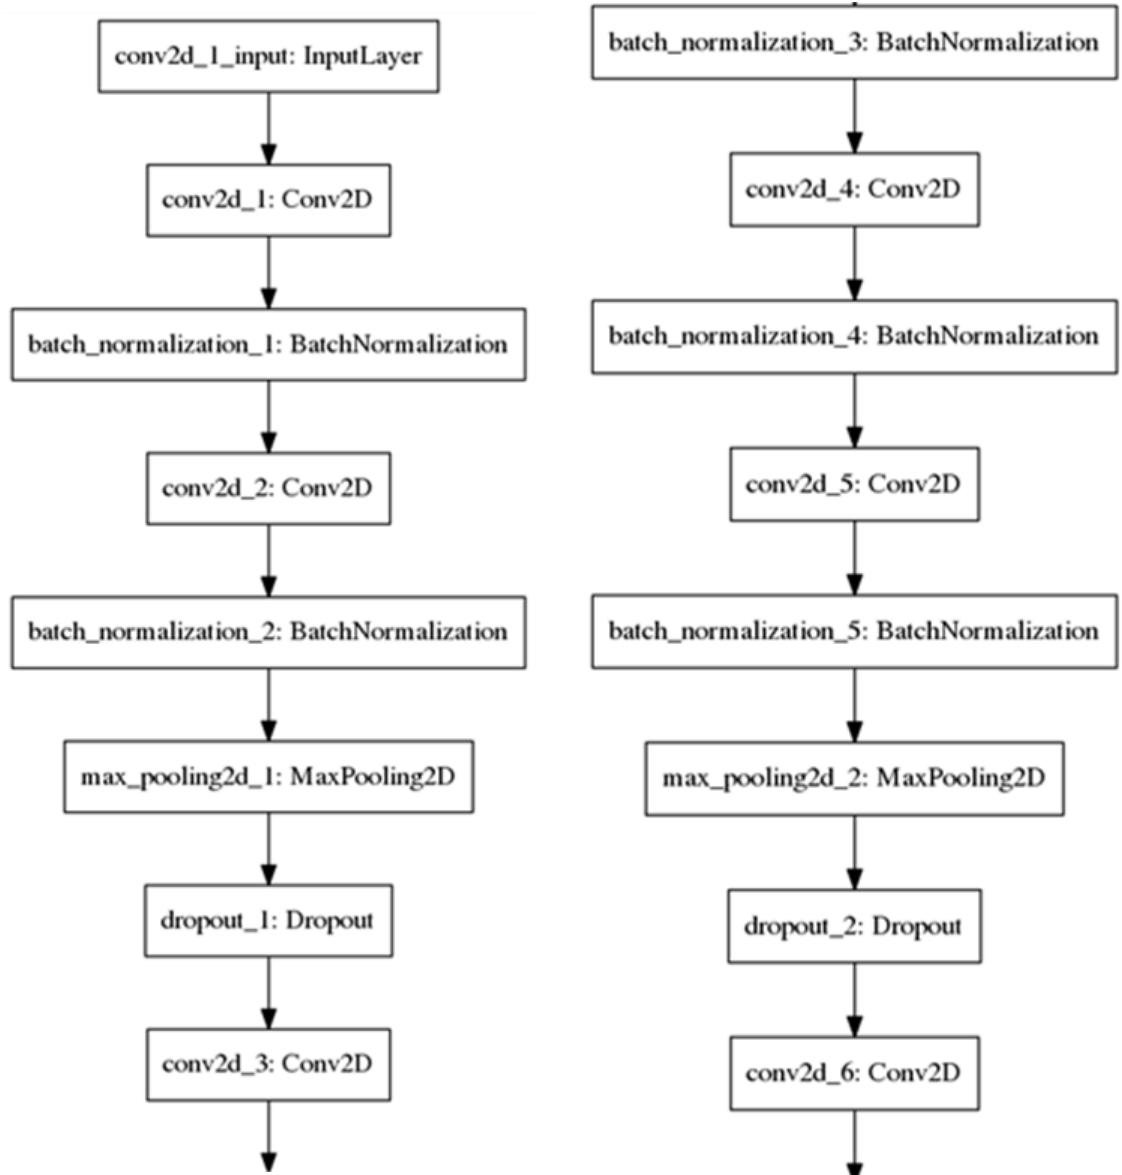 conv2d_1_input: InputLayer
conv2d_1: Conv2D
batch_normalization_1: BatchNormalization
conv2d_2: Conv2D
batch_normalization_2: BatchNormalization
max_pooling2d_1: MaxPooling2D
dropout_1: Dropout
conv2d_3: Conv2D
batch_normalization_3: BatchNormalization
conv2d_4: Conv2D
batch_normalization_4: BatchNormalization
conv2d_5: Conv2D
batch_normalization_5: BatchNormalization
max_pooling2d_2: MaxPooling2D
dropout_2: Dropout
conv2d_6: Conv2D